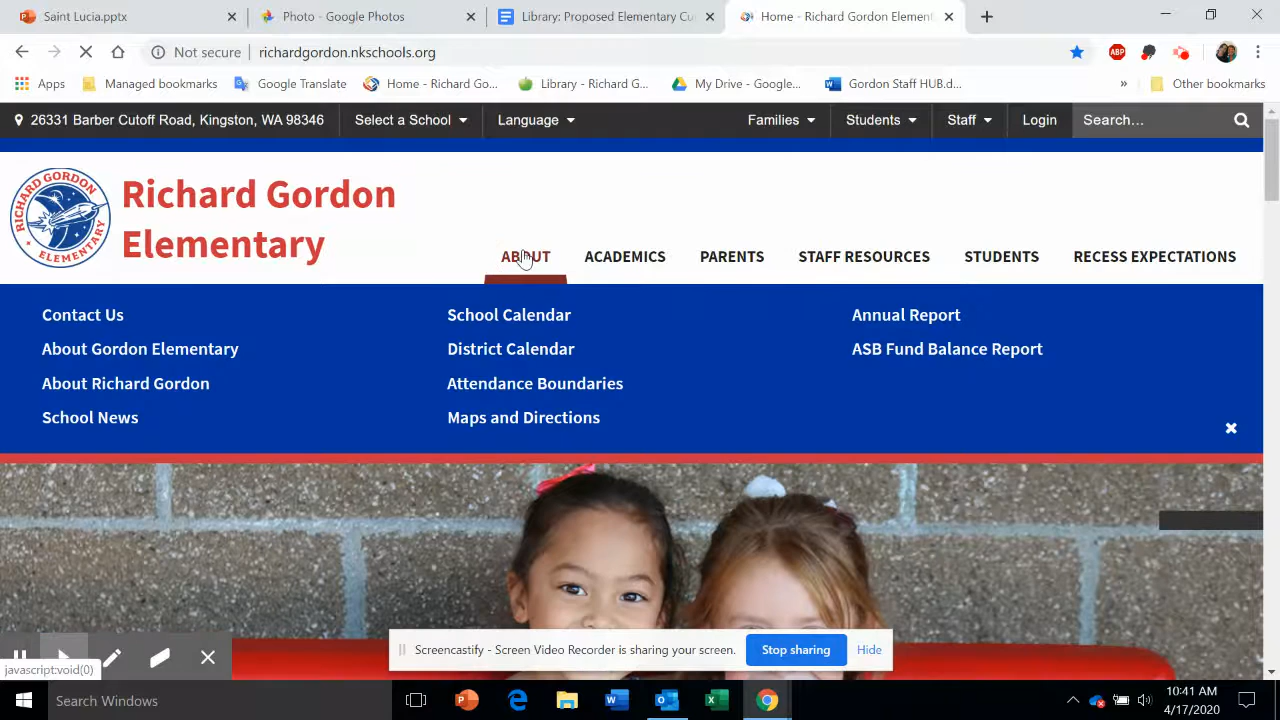 Saint Lucia.pptx
Photo - Google Photos
Library: Proposed Elementary Cu
Home - Richard Gordon Element
Not secure
richardgordon.nkschools.org
ABP
Apps
Managed bookmarks
Google Translate
Home - Richard Go...
Library - Richard G...
My Drive - Google...
Gordon Staff HUB.d...
»
Other bookmarks
26331 Barber Cutoff Road, Kingston, WA 98346
Select a School
Language
Families
Students
Staff
Login
Search...
RICHARD GORDON
ELEMENTARY
Richard Gordon
Elementary
ABOUT
ACADEMICS
PARENTS
STAFF RESOURCES
STUDENTS
RECESS EXPECTATIONS
Contact Us
School Calendar
Annual Report
About Gordon Elementary
District Calendar
ASB Fund Balance Report
About Richard Gordon
Attendance Boundaries
School News
Maps and Directions
Screencastify - Screen Video Recorder is sharing your screen.
Stop sharing
Hide
javascript:void(0)
Search Windows
10:41 AM
4/17/2020